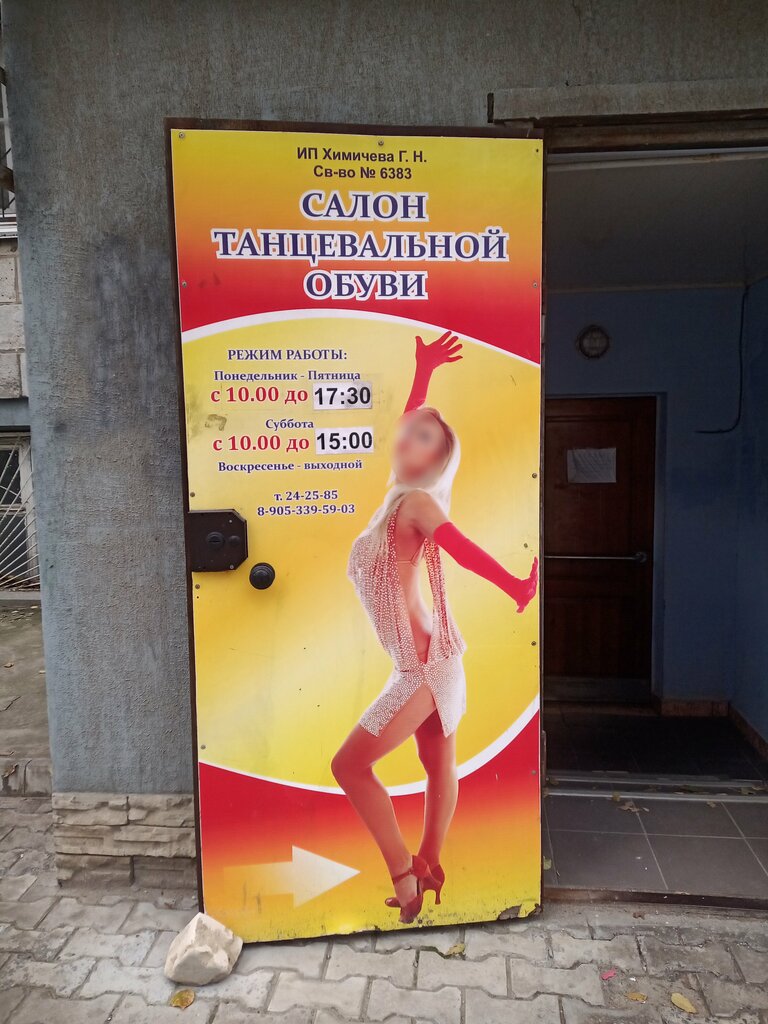 ИП Химичева Г. Н.
Св-во № 6383
САЛОН
ТАНЦЕВАЛЬНОЙ
ОБУВИ
РЕЖИМ РАБОТЫ:
Понедельник - Пятница
с 10.00 до 17:30
Суббота
с 10.00 до 15:00
Воскресенье - выходной
т. 24-25-85
8-905-339-59-03